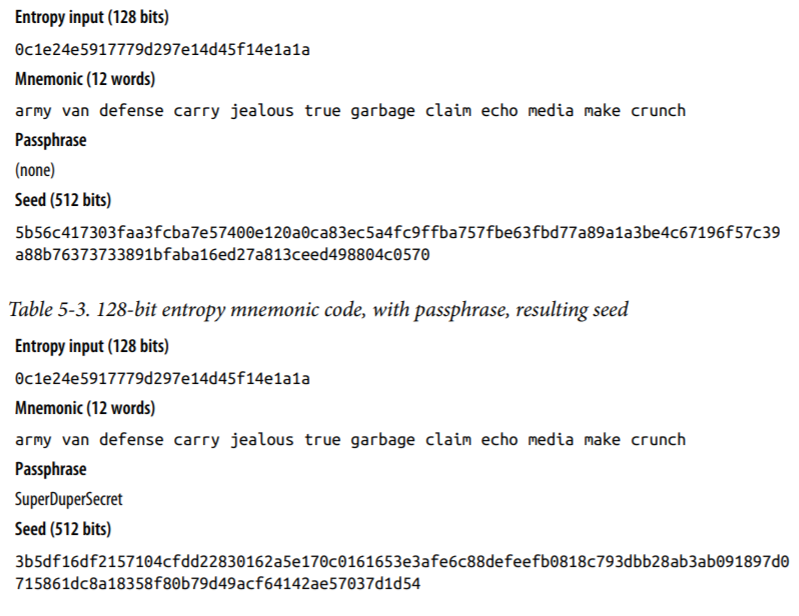 Entropy input (128 bits)
0c1e24e5917779d297e14d45f14e1a1a
Mnemonic (12 words)
army van defense carry jealous true garbage claim echo media make crunch
Passphrase
(none)
Seed (512 bits)
5b56c417303faa3fcba7e57400e120a0ca83ec5a4fc9ffba757fbe63fbd77a89a1a3be4c67196f57c39
a88b76373733891bfaba16ed27a813ceed498804c0570
Table 5-3. 128-bit entropy mnemonic code, with passphrase, resulting seed
Entropy input (128 bits)
0c1e24e5917779d297e14d45f14e1a1a
Mnemonic (12 words)
army van defense carry jealous true garbage claim echo media make crunch
Passphrase
SuperDuperSecret
Seed (512 bits)
3b5df16df2157104cfdd22830162a5e170c0161653e3afe6c88defeefb0818c793dbb28ab3ab091897d0
715861dc8a18358f80b79d49acf64142ae57037d1d54